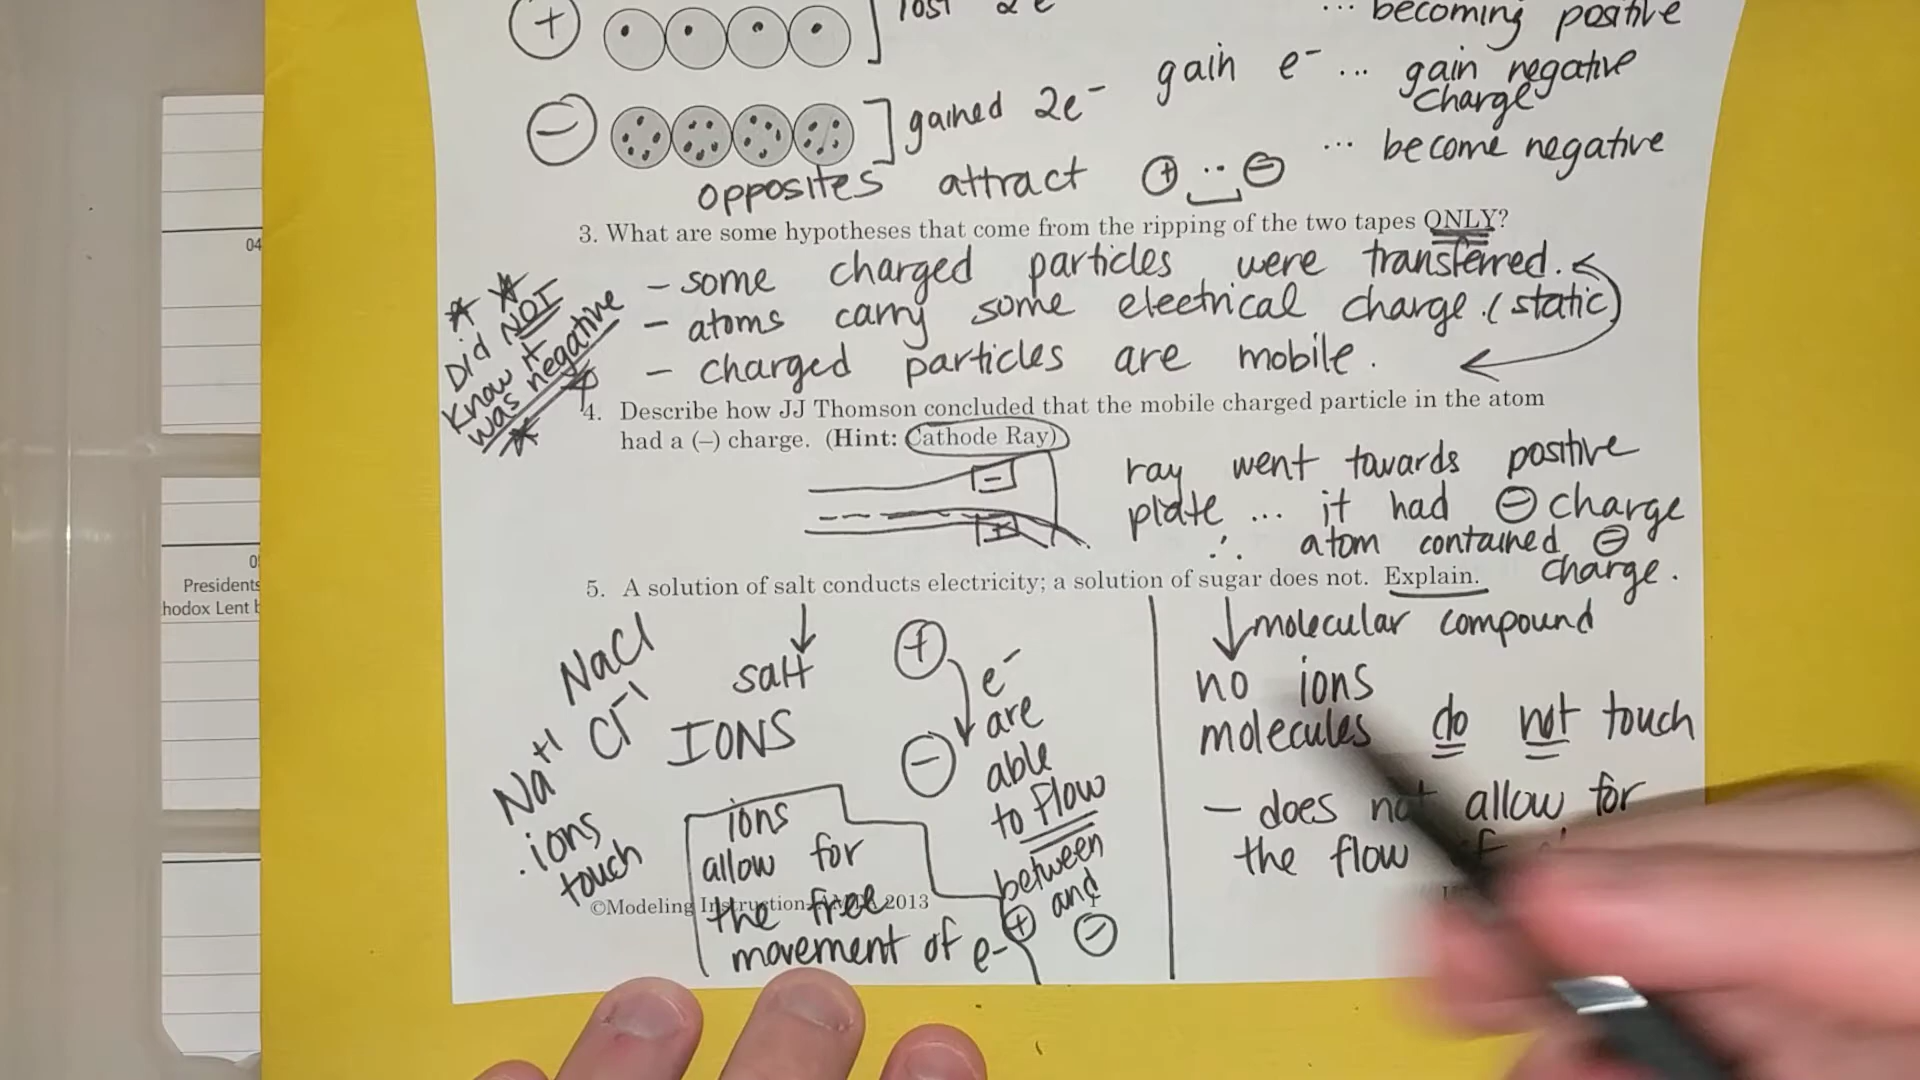 +
lost 2e
... becoming positive
gain e- ... gain negative
charge
-
] gained 2e-
... become negative
opposites attract + .. -
3. What are some hypotheses that come from the ripping of the two tapes ONLY?
- some charged particles were transferred.
- atoms carry some electrical charge. (static)
- charged particles are mobile.
Did NOT
know it
was negative
4. Describe how JJ Thomson concluded that the mobile charged particle in the atom
had a (–) charge. (Hint: Cathode Ray)
-
+
ray went towards positive
plate ... it had ⊖ charge
∴ atom contained ⊖
charge.
5. A solution of salt conducts electricity; a solution of sugar does not. Explain.
NaCl
Na+1 Cl-1
ions
touch
salt
IONS
ions
allow for
the free
movement of e-
+
-
e-
are
able
to flow
between
+ and
-
molecular compound
no ions
molecules do not touch
- does not allow for
the flow of
©Modeling Instruction-AMTA 2013
04
Presidents
hodox Lent